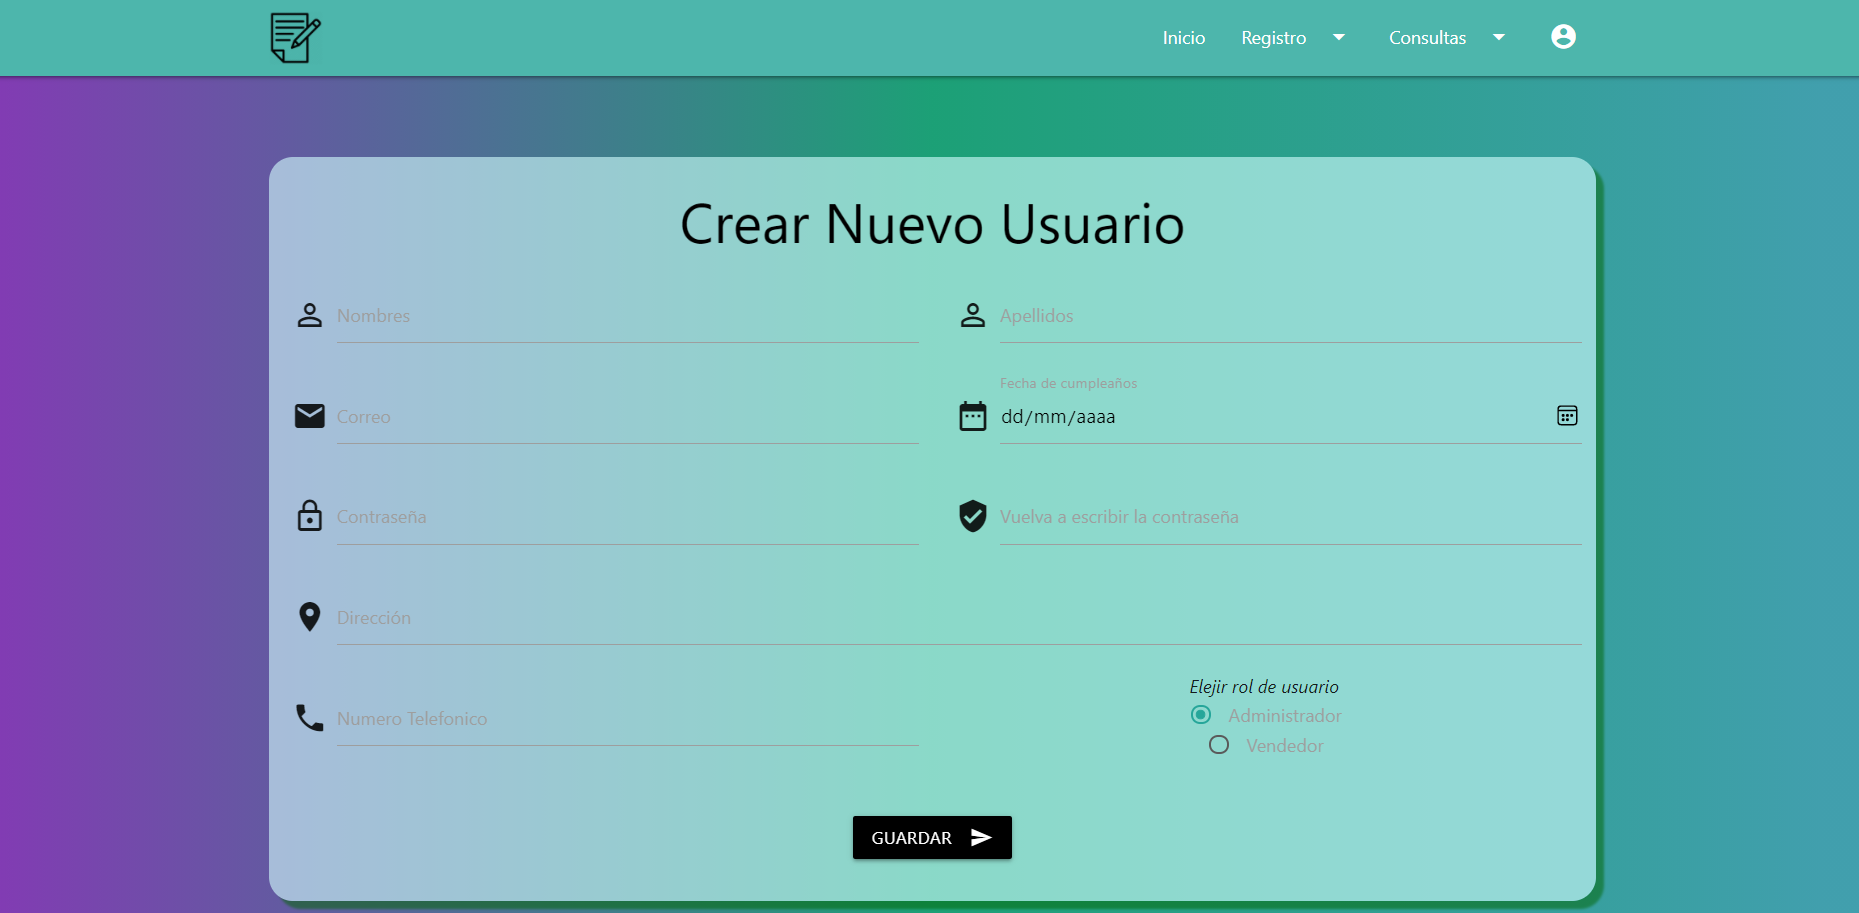 Inicio Registro Consultas
Crear Nuevo Usuario
Nombres Apellidos
Fecha de cumpleaños
Correo dd/mm/aaaa
Contraseña Vuelva a escribir la contraseña
Dirección
Elejir rol de usuario
Numero Telefonico Administrador
Vendedor
GUARDAR